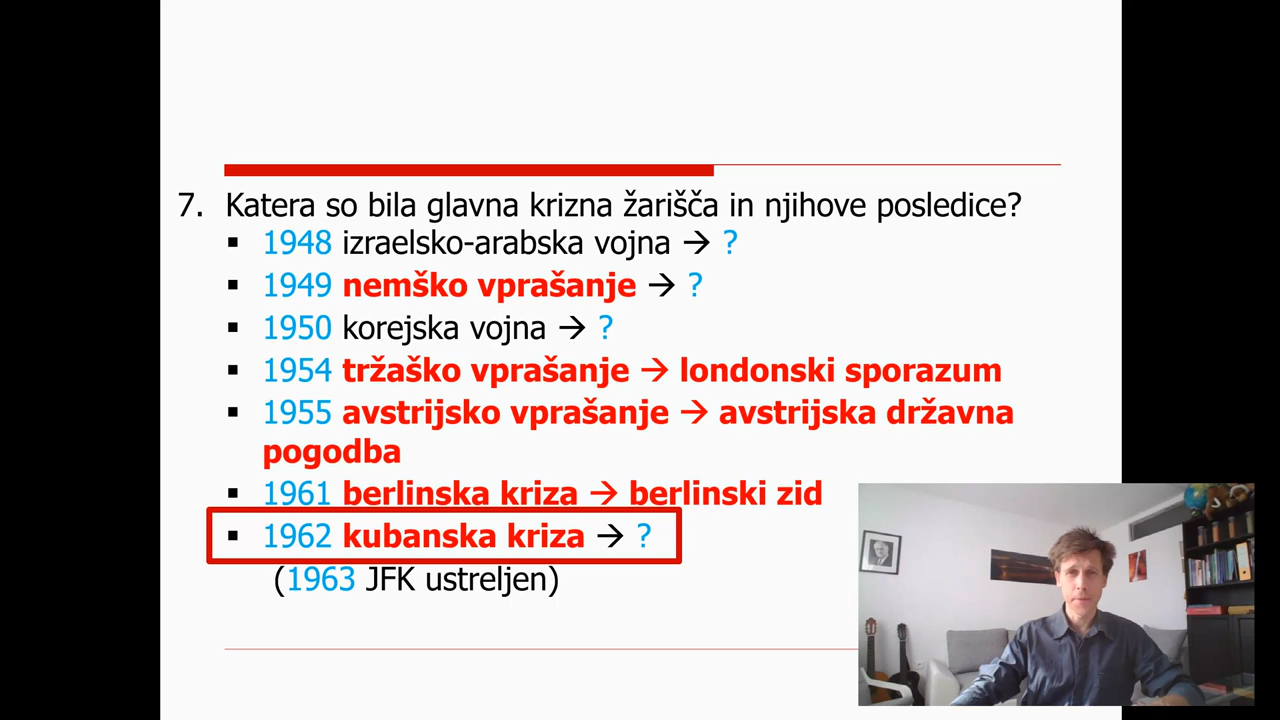 7. Katera so bila glavna krizna žarišča in njihove posledice?
▪ 1948 izraelsko-arabska vojna → ?
▪ 1949 nemško vprašanje → ?
▪ 1950 korejska vojna → ?
▪ 1954 tržaško vprašanje → londonski sporazum
▪ 1955 avstrijsko vprašanje → avstrijska državna
pogodba
▪ 1961 berlinska kriza → berlinski zid
▪ 1962 kubanska kriza → ?
(1963 JFK ustreljen)